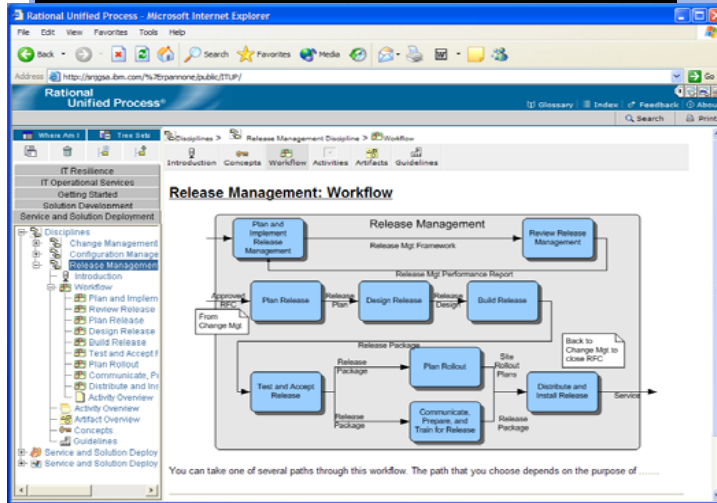 Rational Unified Process - Microsoft Internet Explorer
File Edit View Favorites Tools Help
Back Search Favorites Media
Address http://snjgsa.ibm.com/%7Erpannone/public/ITUP/ Go
Rational
Unified Process®
Glossary Index Feedback Abou
Search Print
Where Am I Tree Sets
Disciplines > Release Management Discipline > Workflow
Introduction Concepts Workflow Activities Artifacts Guidelines
IT Resilience
IT Operational Services
Getting Started
Solution Development
Service and Solution Deployment
Disciplines
Change Management
Configuration Manage
Release Management
Introduction
Workflow
Plan and Implem
Review Release
Plan Release
Design Release
Build Release
Test and Accept
Plan Rollout
Communicate, P
Distribute and In
Activity Overview
Activity Overview
Artifact Overview
Concepts
Guidelines
Service and Solution Deploy
Service and Solution Deploy
Release Management: Workflow
Release Management
Plan and
Implement
Release
Management
Release Mgt Framework
Review Release
Management
Release Mgt Performance Report
Approved
RFC
From
Change Mgt
Plan Release
Release
Plan
Design Release
Release
Design
Build Release
Release Package
Back to
Change Mgt to
close RFC
Test and Accept
Release
Release
Package
Plan Rollout
Site
Rollout
Plans
Release
Package
Communicate,
Prepare, and
Train for Release
Release
Package
Distribute and
Install Release
Service
You can take one of several paths through this workflow. The path that you choose depends on the purpose of ........